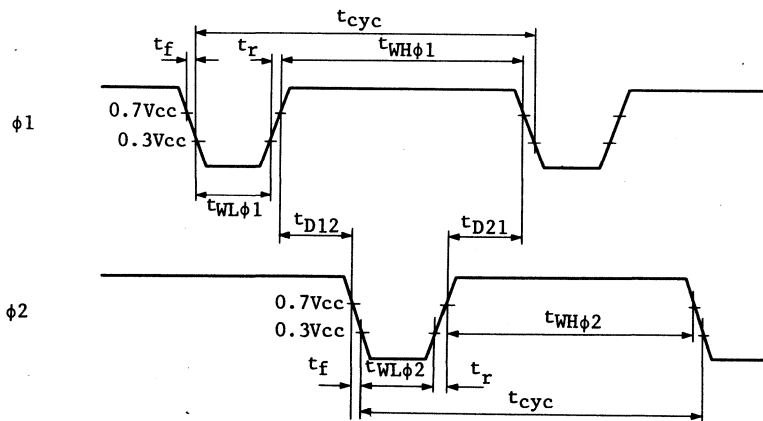 tcyc
tf tr tWHφ1
0.7Vcc
φ1
0.3Vcc
tWLφ1
tD12 tD21
φ2
0.7Vcc
tWHφ2
0.3Vcc
tf tWLφ2 tr
tcyc